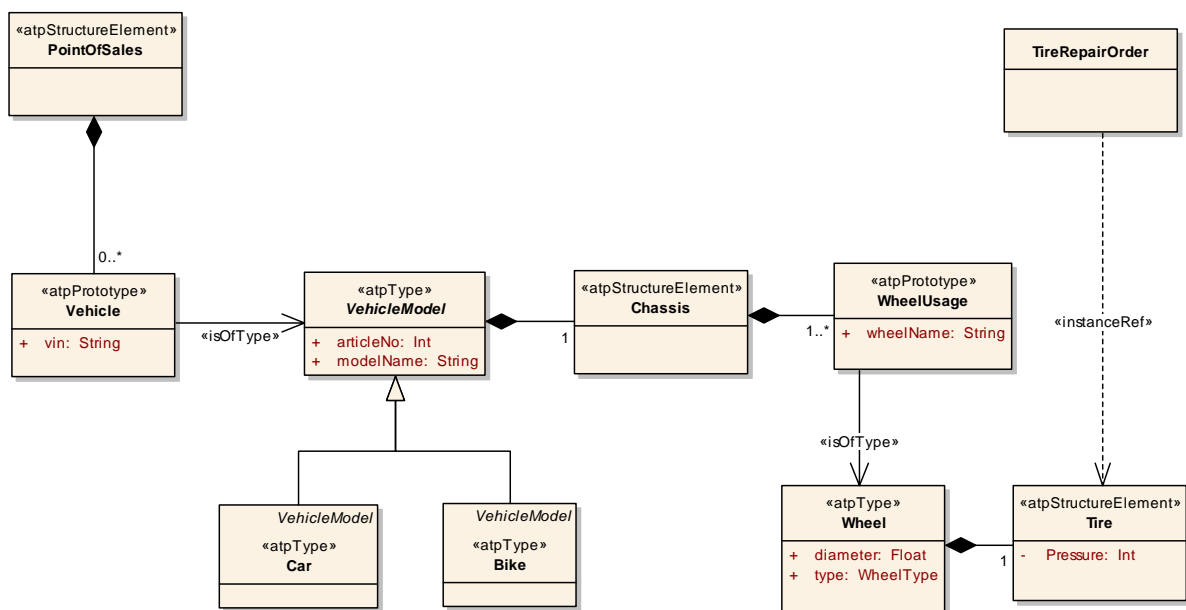 «atpStructureElement»
PointOfSales
TireRepairOrder
0..*
«atpPrototype»
Vehicle
+ vin: String
«isOfType»
«atpType»
VehicleModel
+ articleNo: Int
+ modelName: String
1
«atpStructureElement»
Chassis
1..*
«atpPrototype»
WheelUsage
+ wheelName: String
«instanceRef»
«isOfType»
VehicleModel
«atpType»
Car
VehicleModel
«atpType»
Bike
«atpType»
Wheel
+ diameter: Float
+ type: WheelType
1
«atpStructureElement»
Tire
- Pressure: Int